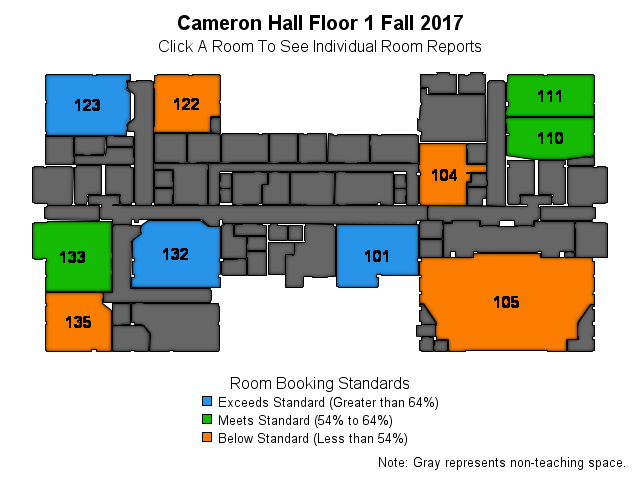 Cameron Hall Floor 1 Fall 2017
Click A Room To See Individual Room Reports
123
122
111
110
104
133
132
101
135
105
Room Booking Standards
Exceeds Standard (Greater than 64%)
Meets Standard (54% to 64%)
Below Standard (Less than 54%)
Note: Gray represents non-teaching space.